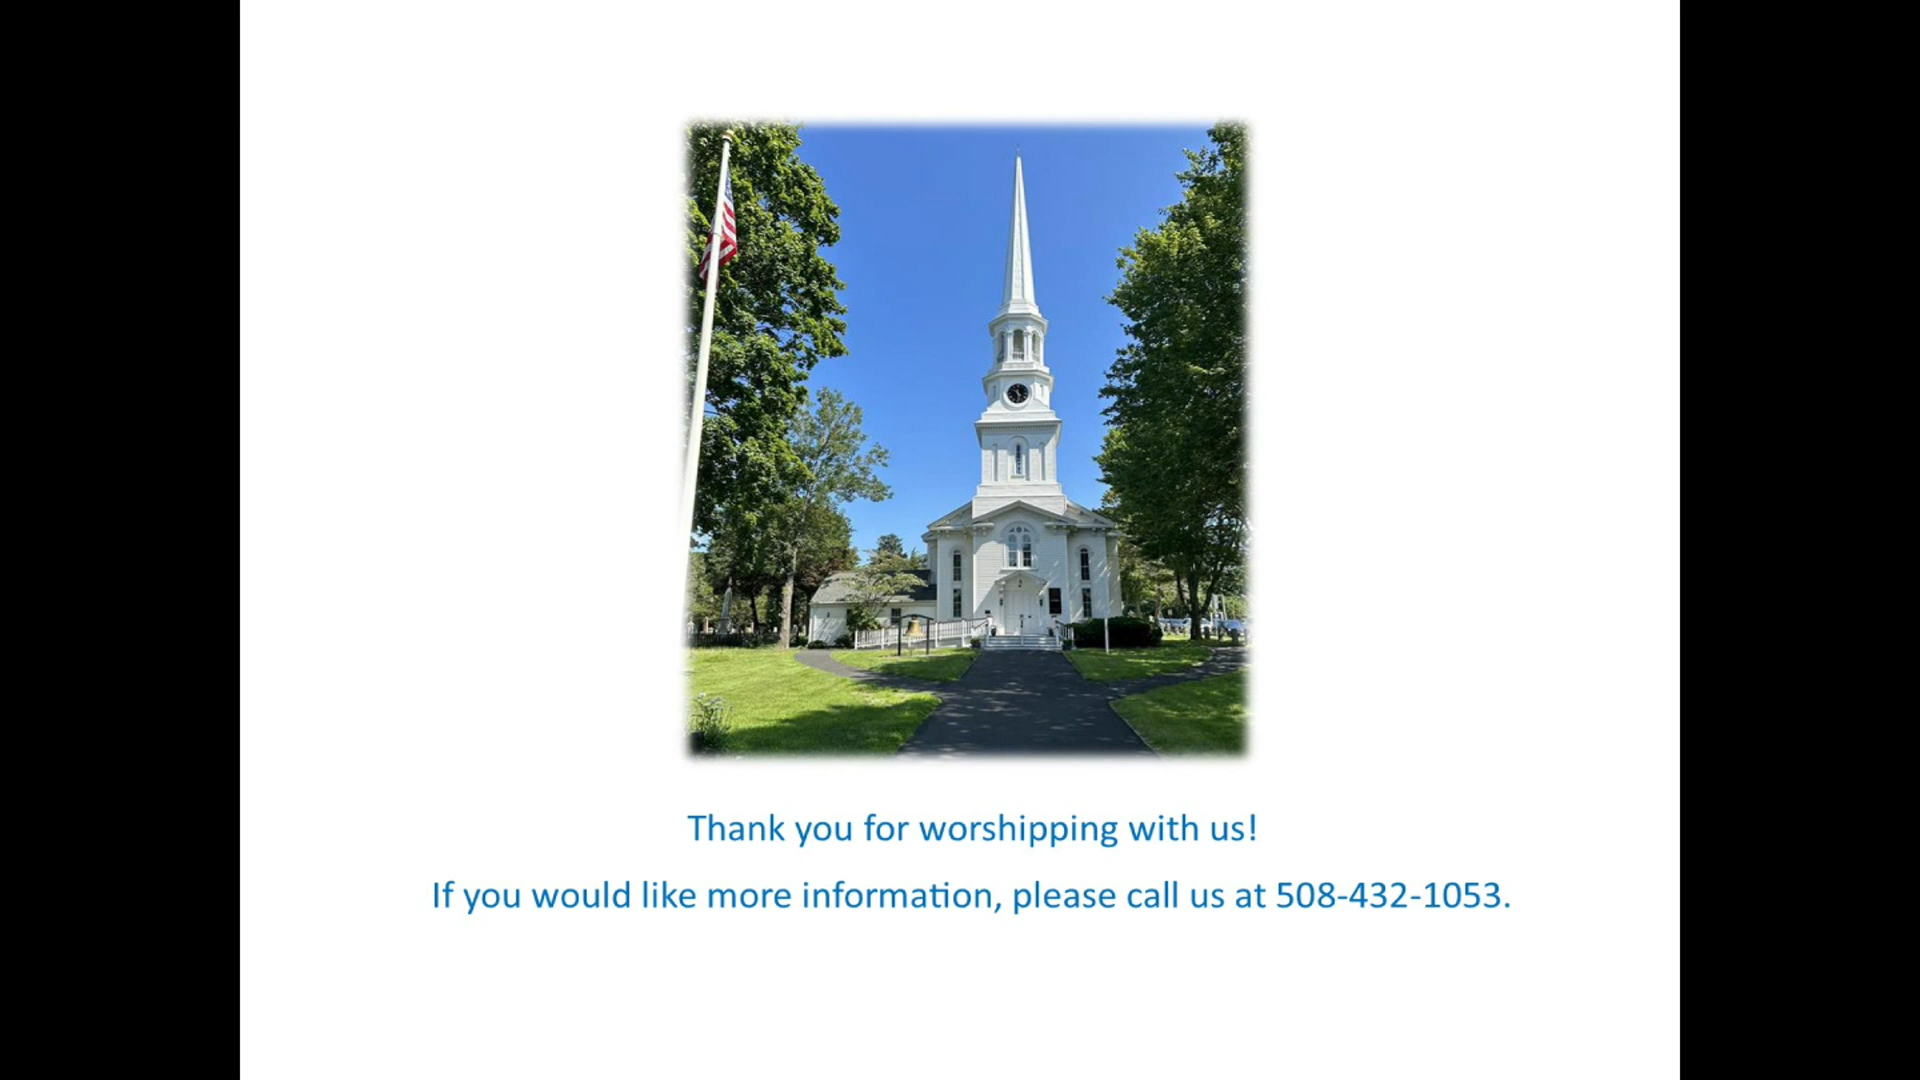 Thank you for worshipping with us!
If you would like more information, please call us at 508-432-1053.